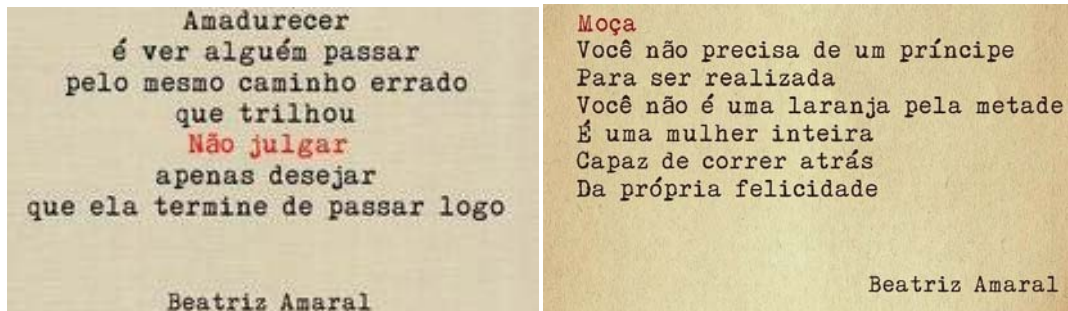 Amadurecer
é ver alguém passar
pelo mesmo caminho errado
que trilhou
Não julgar
apenas desejar
que ela termine de passar logo
Beatriz Amaral
Moça
Você não precisa de um príncipe
Para ser realizada
Você não é uma laranja pela metade
É uma mulher inteira
Capaz de correr atrás
Da própria felicidade
Beatriz Amaral